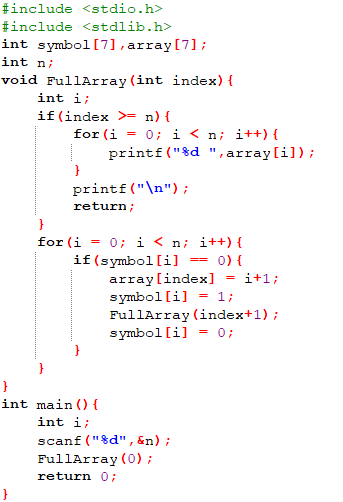 #include <stdio.h>
#include <stdlib.h>
int symbol[7],array[7];
int n;
void FullArray(int index){
    int i;
    if(index >= n){
        for(i = 0; i < n; i++){
            printf("%d ",array[i]);
        }
        printf("\n");
        return;
    }
    for(i = 0; i < n; i++){
        if(symbol[i] == 0){
            array[index] = i+1;
            symbol[i] = 1;
            FullArray(index+1);
            symbol[i] = 0;
        }
    }
}
int main(){
    int i;
    scanf("%d",&n);
    FullArray(0);
    return 0;
}